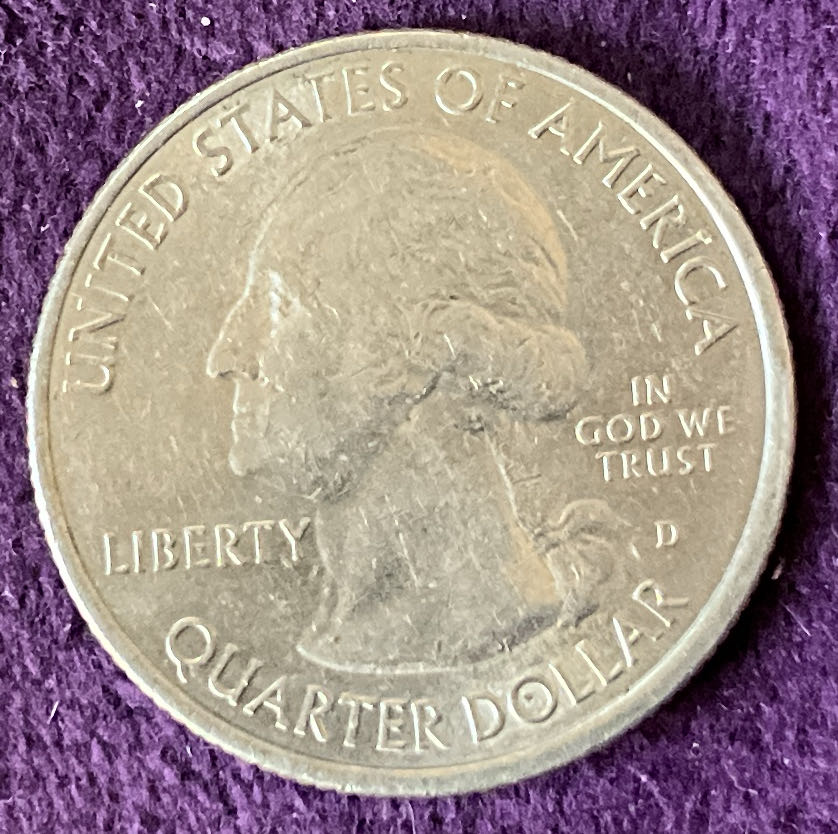 UNITED STATES OF AMERICA
IN
GOD WE
TRUST
LIBERTY
D
QUARTER DOLLAR